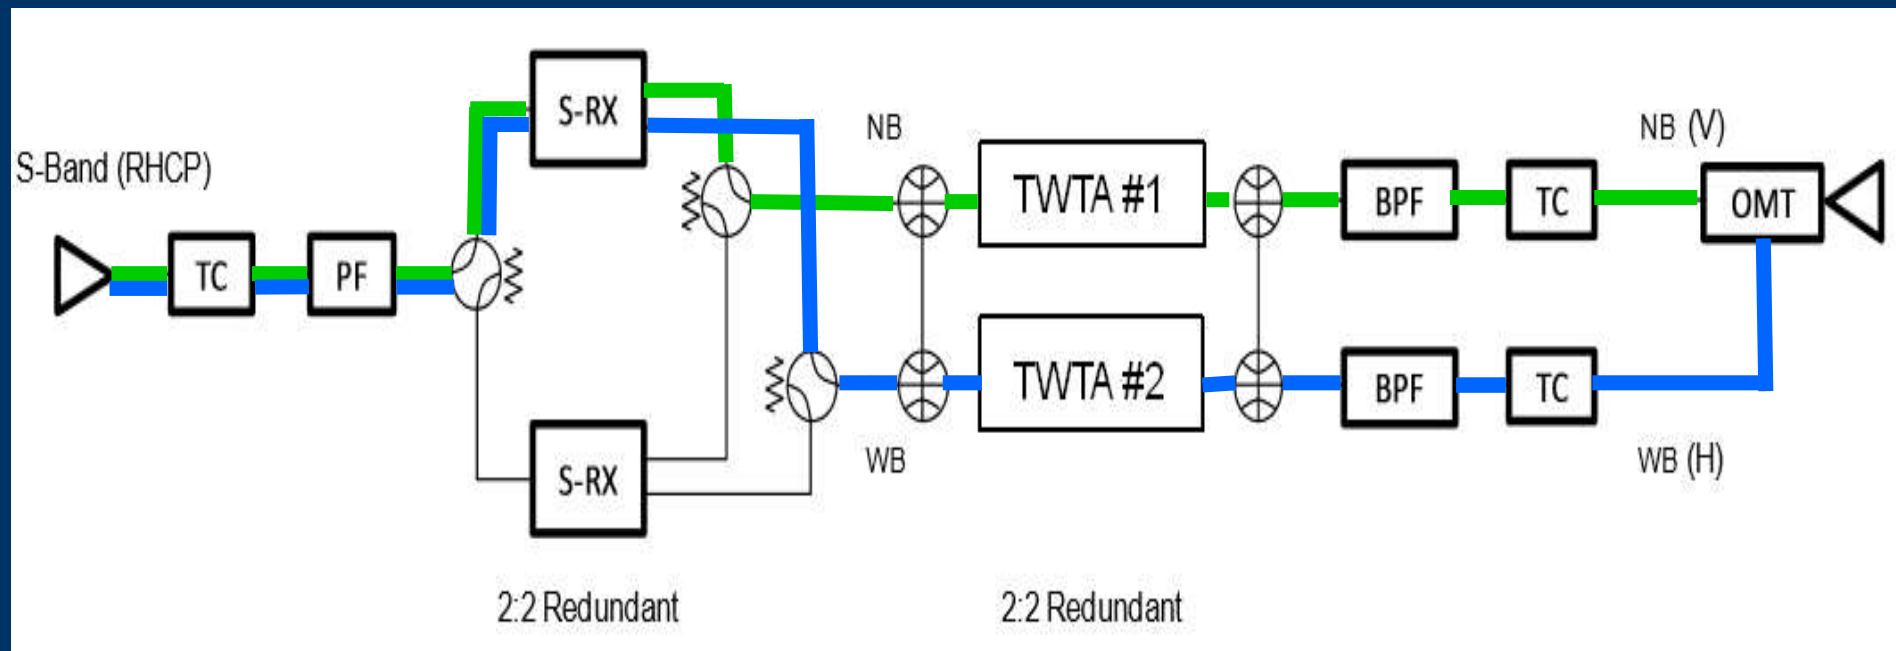 S-Band (RHCP)
TC
PF
S-RX
S-RX
2:2 Redundant
NB
WB
TWTA #1
TWTA #2
2:2 Redundant
BPF
TC
BPF
TC
NB (V)
OMT
WB (H)